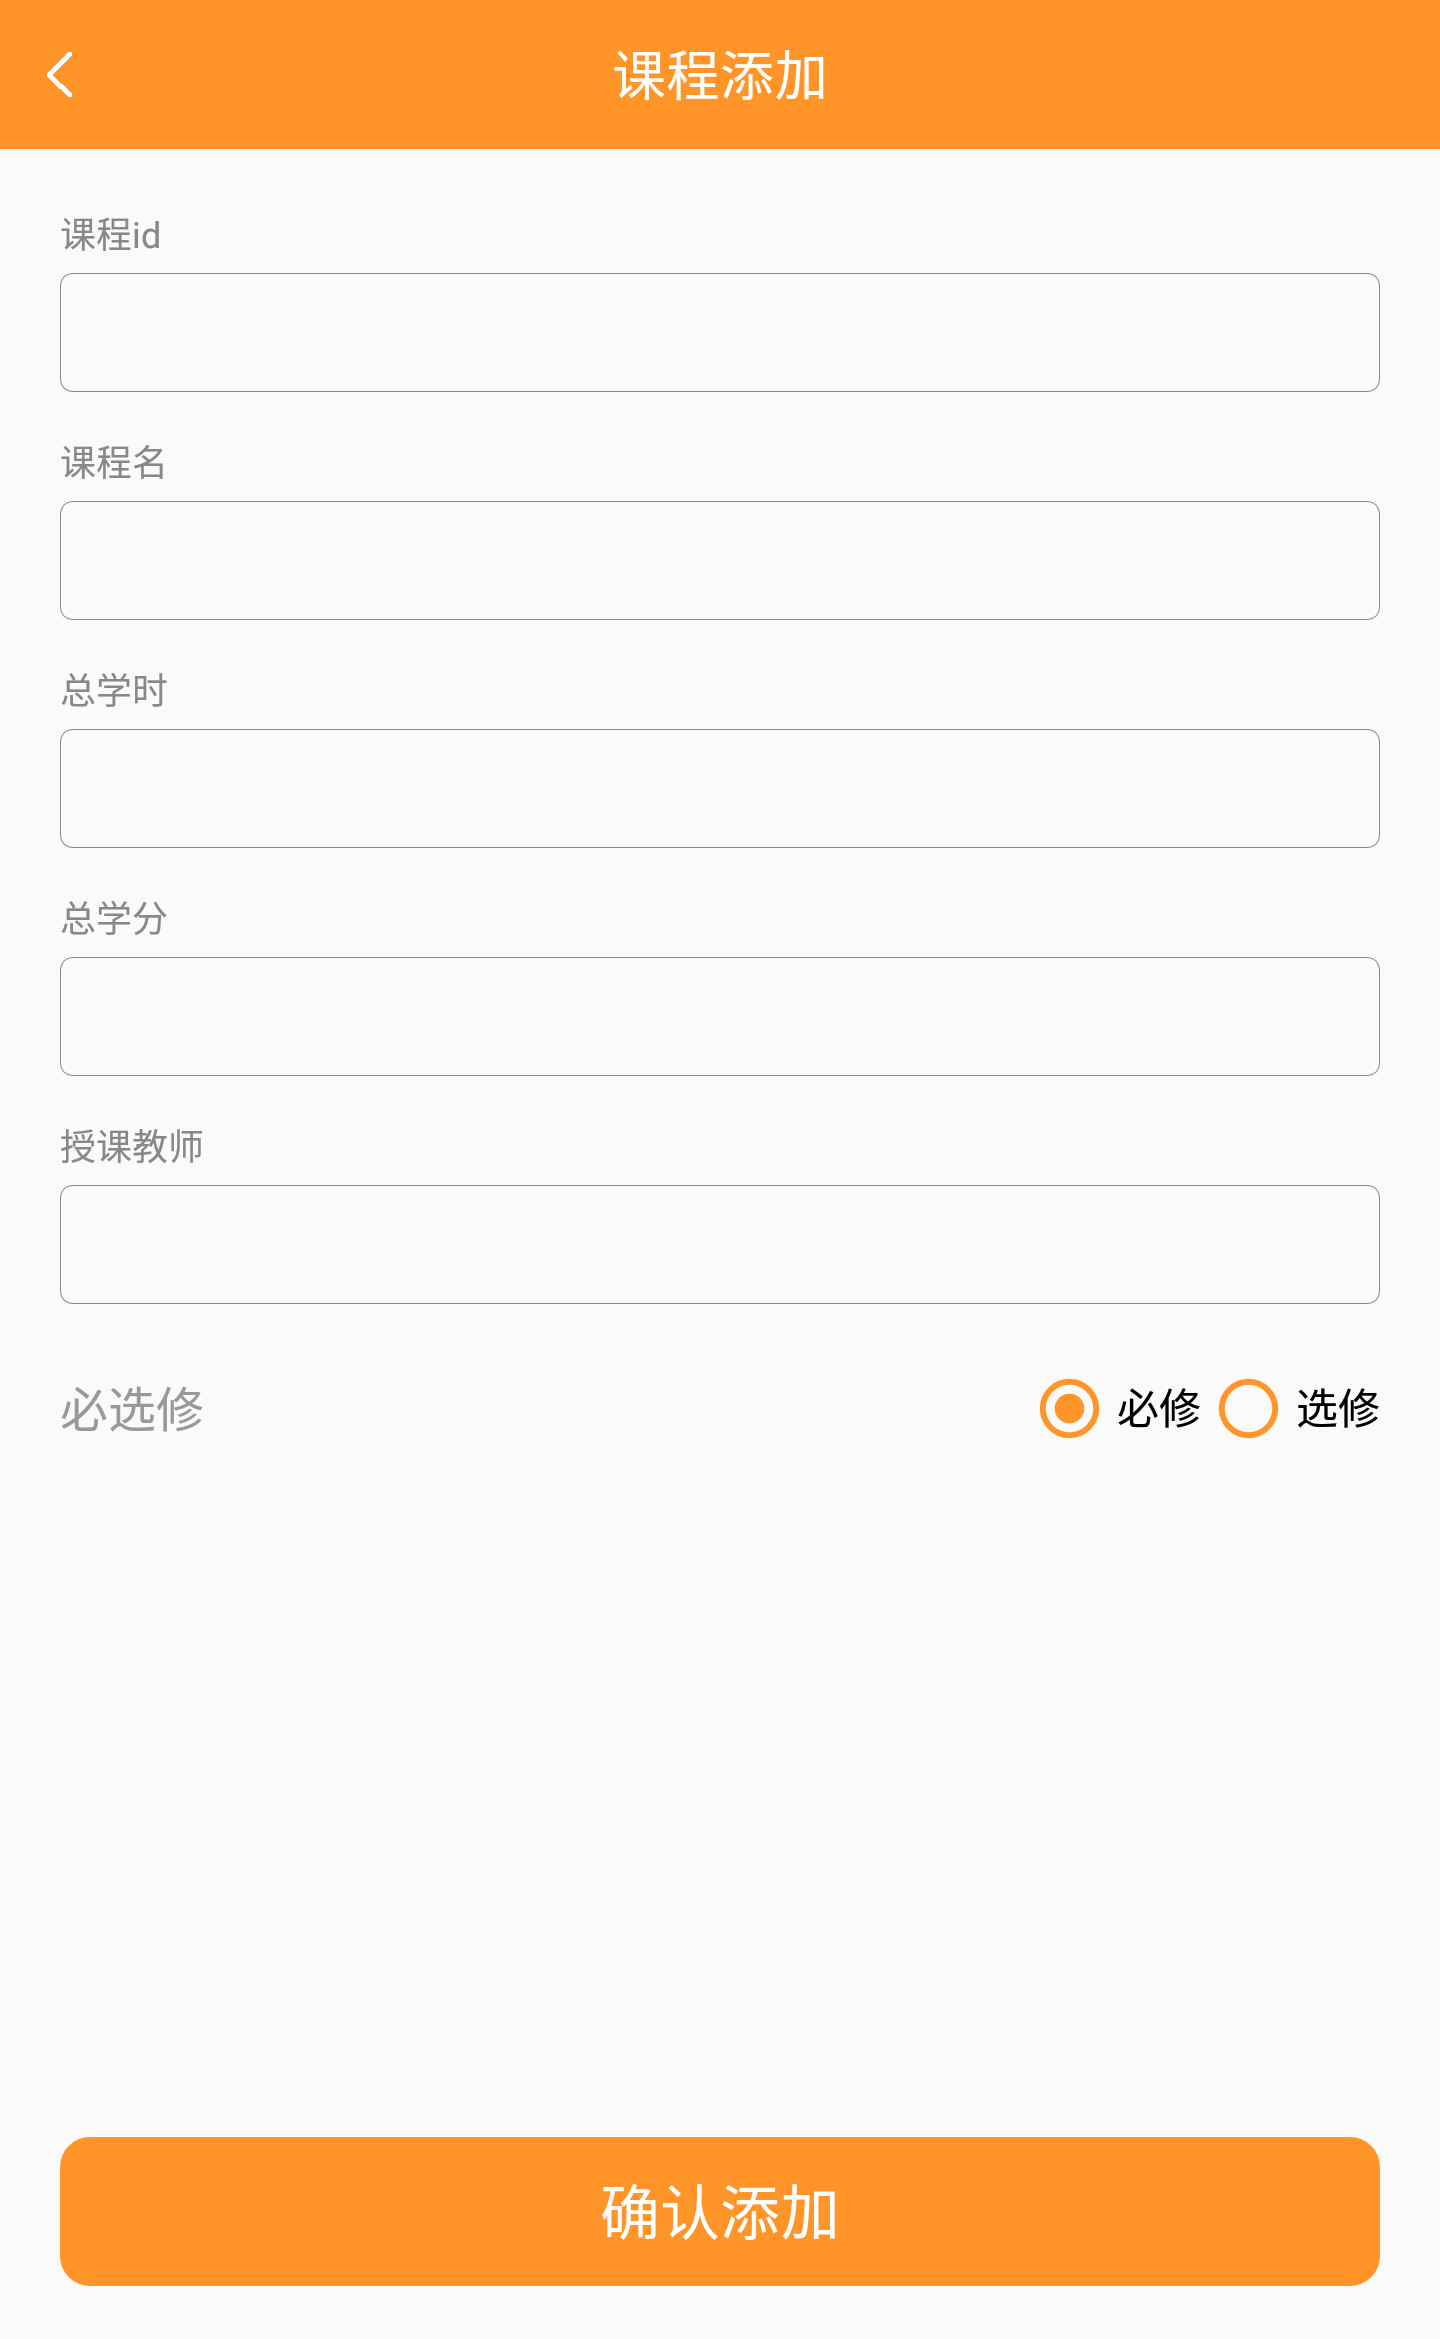 课程添加
课程id
课程名
总学时
总学分
授课教师
必选修 必修 选修
确认添加